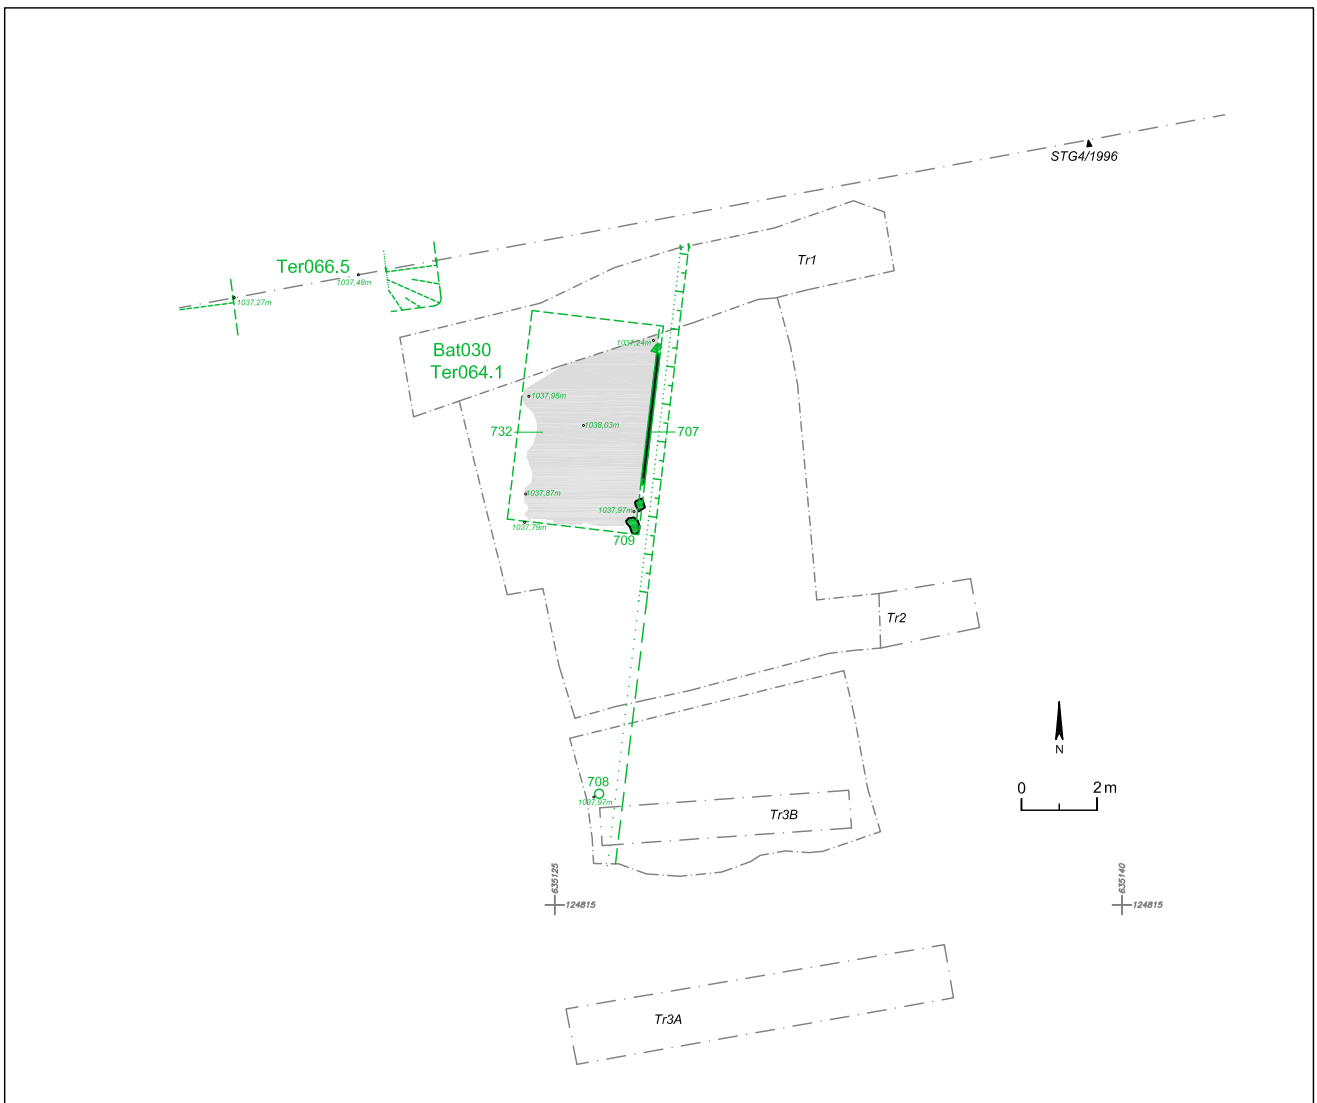 STG4/1996
Tr1
Ter066.5
1037,48m
1037,27m
1037,24m
Bat030
Ter064.1
1037,95m
1038,03m
732
707
1037,87m
1037,97m
1037,79m
709
Tr2
N
0 2 m
708
1037,97m
Tr3B
635125
124815
635140
124815
Tr3A